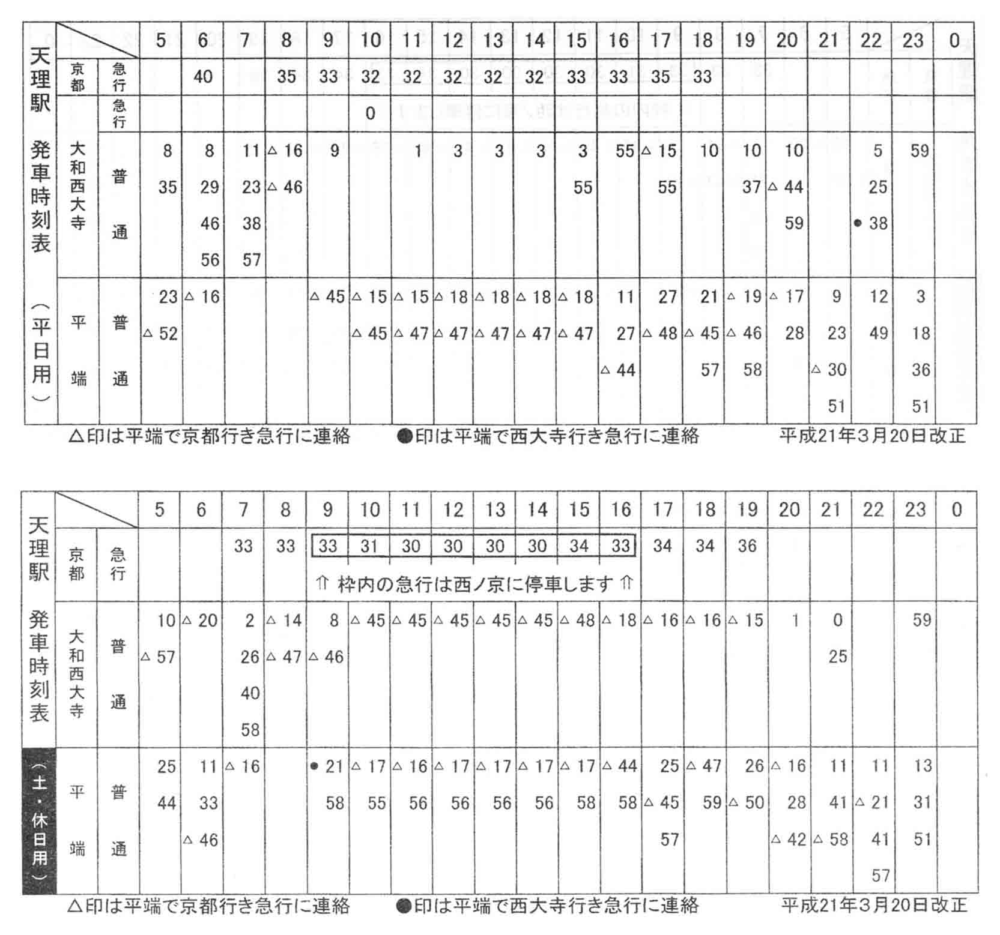 天理駅 発車時刻表 （平日用）
5 6 7 8 9 10 11 12 13 14 15 16 17 18 19 20 21 22 23 0
京都 急行 40 35 33 32 32 32 32 32 33 33 35 33
大和西大寺 急行 0
普通 8 8 11 △16 9 1 3 3 3 3 55 △15 10 10 10 5 59
35 29 23 △46 55 55 37 △44 25
46 38 59 ●38
56 57
平端 普通 23 △16 △45 △15 △15 △18 △18 △18 △18 11 27 21 △19 △17 9 12 3
△52 △45 △47 △47 △47 △47 △47 27 △48 △45 △46 28 23 49 18
△44 57 58 △30 36
51 51
△印は平端で京都行き急行に連絡 ●印は平端で西大寺行き急行に連絡 平成21年3月20日改正
天理駅 発車時刻表 （土・休日用）
5 6 7 8 9 10 11 12 13 14 15 16 17 18 19 20 21 22 23 0
京都 急行 33 33 33 31 30 30 30 30 34 33 34 34 36
⇑ 枠内の急行は西ノ京に停車します ⇑
大和西大寺 普通 10 △20 2 △14 8 △45 △45 △45 △45 △45 △48 △18 △16 △16 △15 1 0 59
△57 26 △47 △46 25
40
58
平端 普通 25 11 △16 ●21 △17 △16 △17 △17 △17 △17 △44 25 △47 26 △16 11 11 13
44 33 58 55 56 56 56 56 58 58 △45 59 △50 28 41 △21 31
△46 57 △42 △58 41 51
57
△印は平端で京都行き急行に連絡 ●印は平端で西大寺行き急行に連絡 平成21年3月20日改正